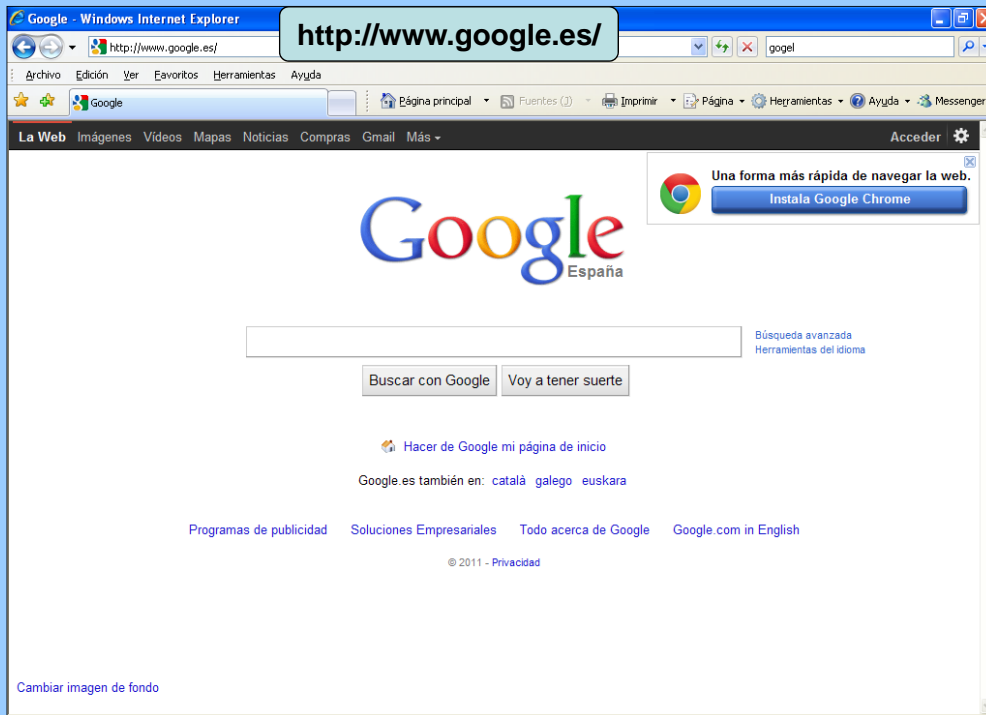 Google - Windows Internet Explorer
http://www.google.es/
http://www.google.es/
gogel
Archivo Edición Ver Favoritos Herramientas Ayuda
Google
Página principal Fuentes (J) Imprimir Página Herramientas Ayuda Messenger
La Web Imágenes Vídeos Mapas Noticias Compras Gmail Más Acceder
Una forma más rápida de navegar la web.
Instala Google Chrome
Google
España
Búsqueda avanzada
Herramientas del idioma
Buscar con Google Voy a tener suerte
Hacer de Google mi página de inicio
Google.es también en: català galego euskara
Programas de publicidad Soluciones Empresariales Todo acerca de Google Google.com in English
© 2011 - Privacidad
Cambiar imagen de fondo